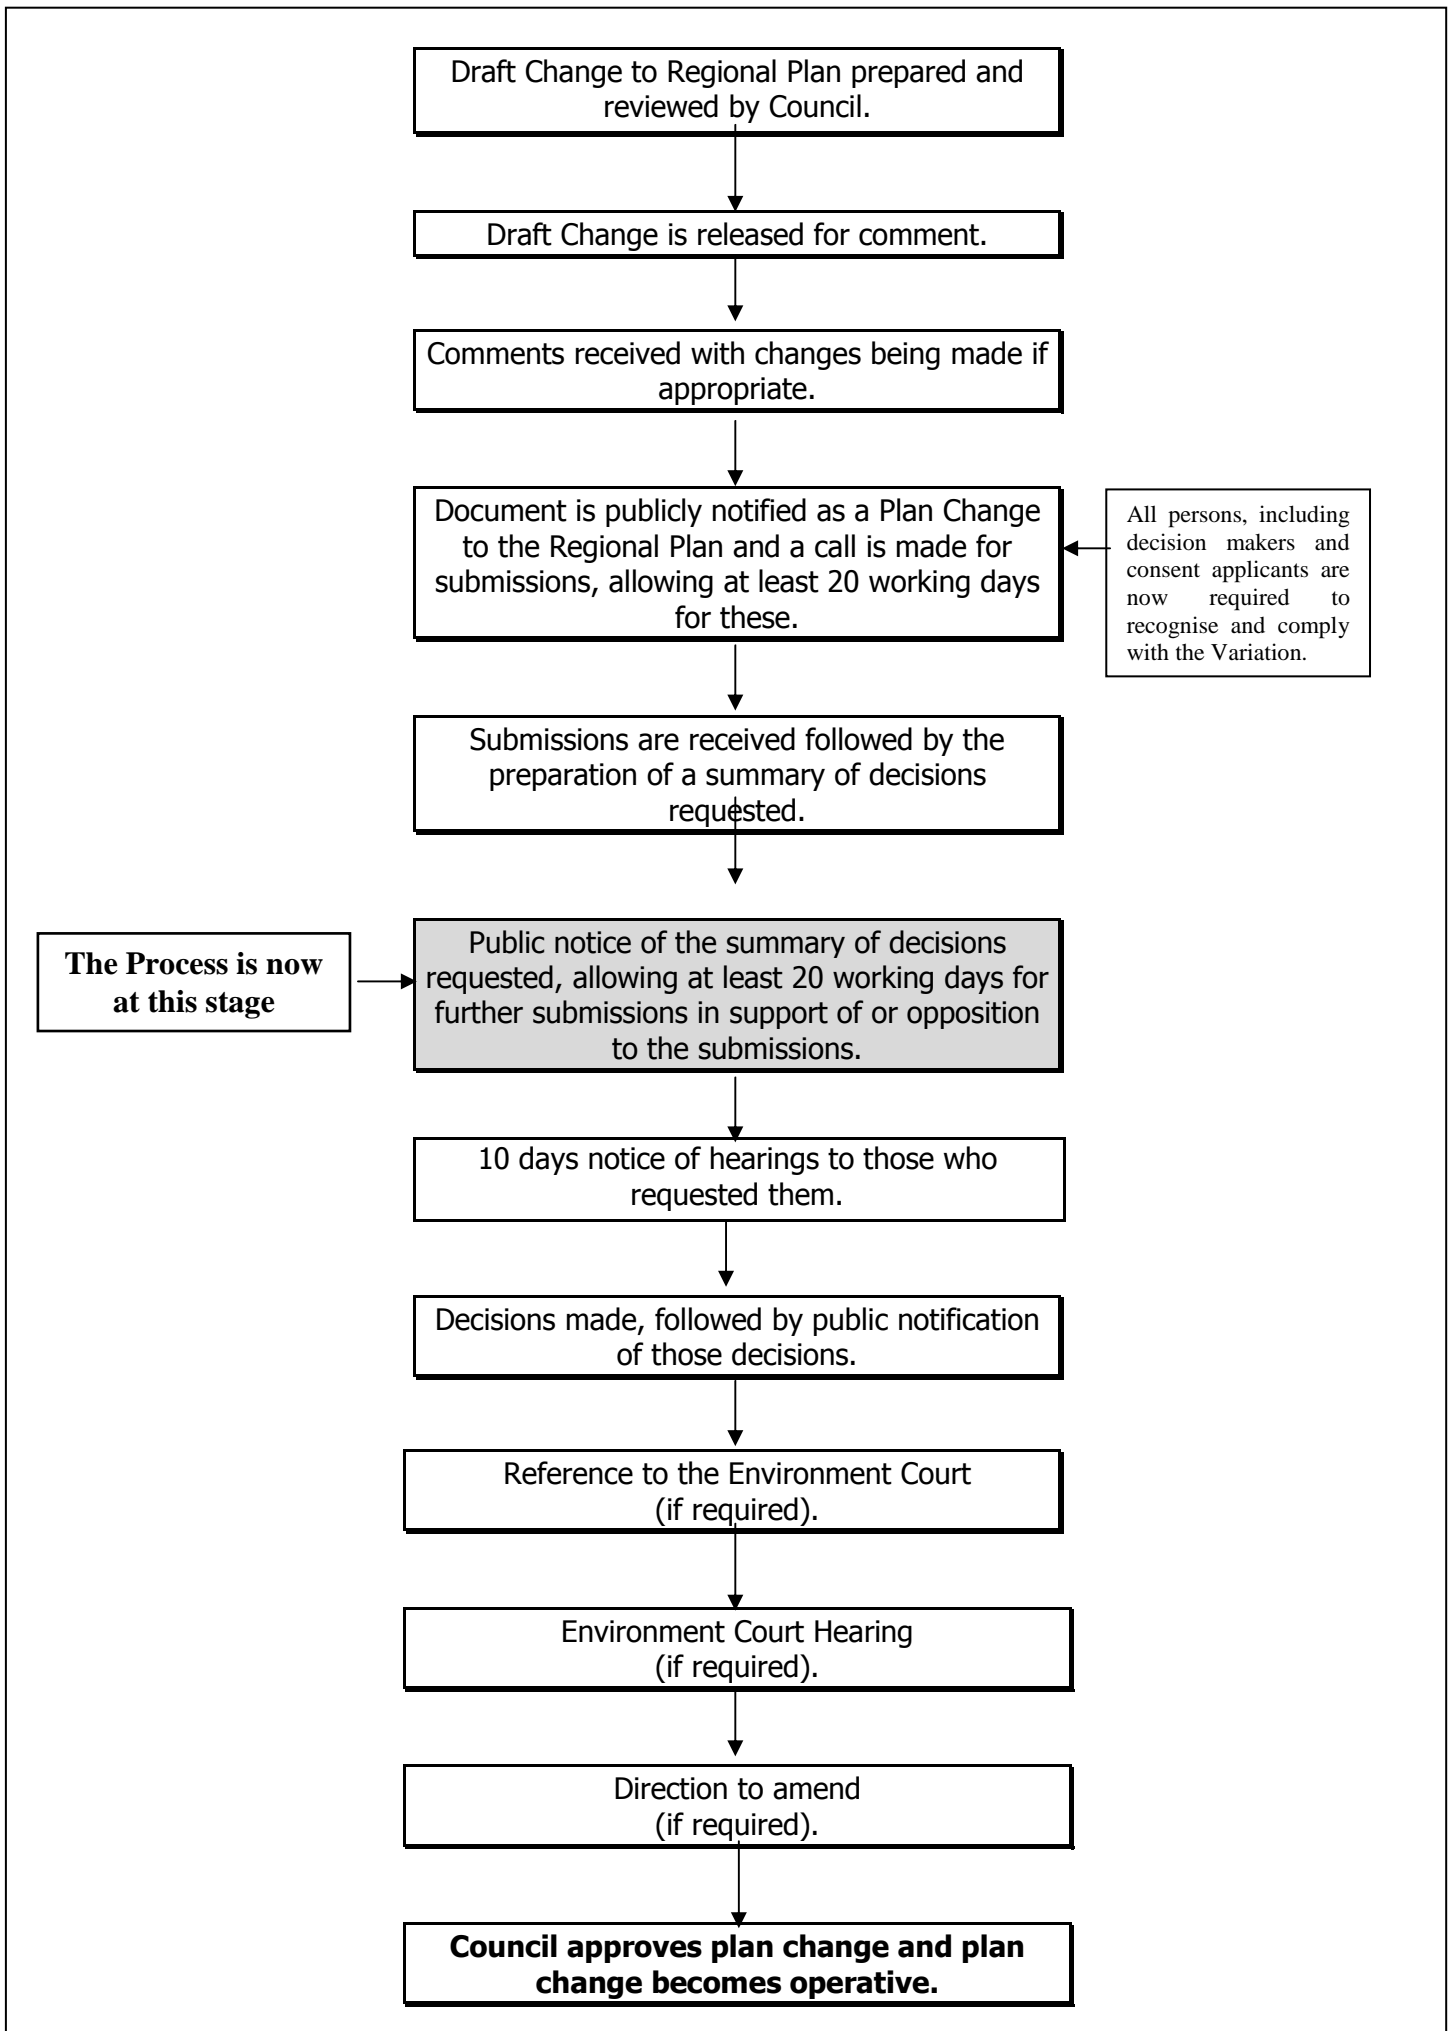 Draft Change to Regional Plan prepared and
reviewed by Council.
Draft Change is released for comment.
Comments received with changes being made if
appropriate.
Document is publicly notified as a Plan Change
to the Regional Plan and a call is made for
submissions, allowing at least 20 working days
for these.
All persons, including
decision makers and
consent applicants are
now required to
recognise and comply
with the Variation.
Submissions are received followed by the
preparation of a summary of decisions
requested.
The Process is now
at this stage
Public notice of the summary of decisions
requested, allowing at least 20 working days for
further submissions in support of or opposition
to the submissions.
10 days notice of hearings to those who
requested them.
Decisions made, followed by public notification
of those decisions.
Reference to the Environment Court
(if required).
Environment Court Hearing
(if required).
Direction to amend
(if required).
Council approves plan change and plan
change becomes operative.